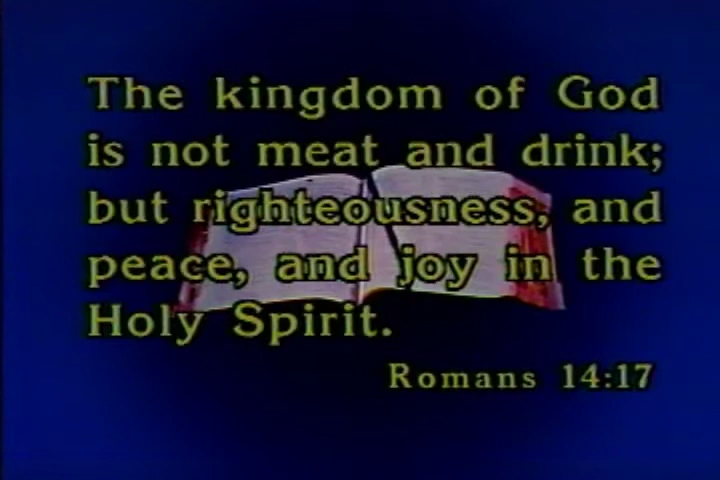 The kingdom of God
is not meat and drink;
but righteousness, and
peace, and joy in the
Holy Spirit.
Romans 14:17